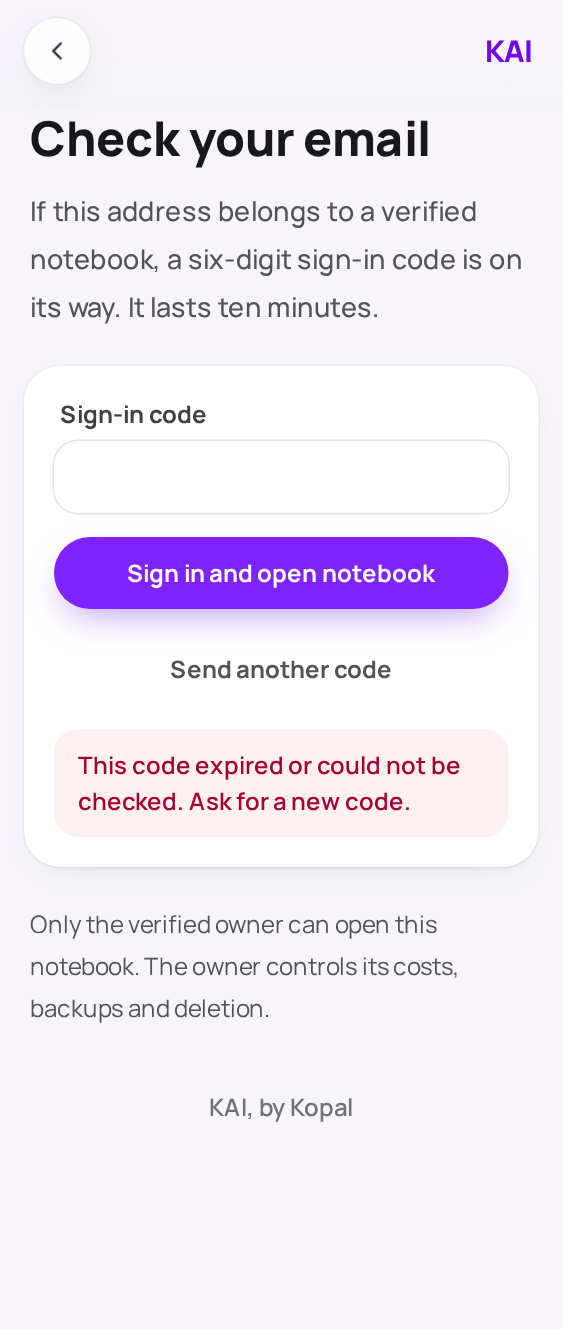 KAI
Check your email
If this address belongs to a verified
notebook, a six-digit sign-in code is on
its way. It lasts ten minutes.
Sign-in code
Sign in and open notebook
Send another code
This code expired or could not be
checked. Ask for a new code.
Only the verified owner can open this
notebook. The owner controls its costs,
backups and deletion.
KAI, by Kopal